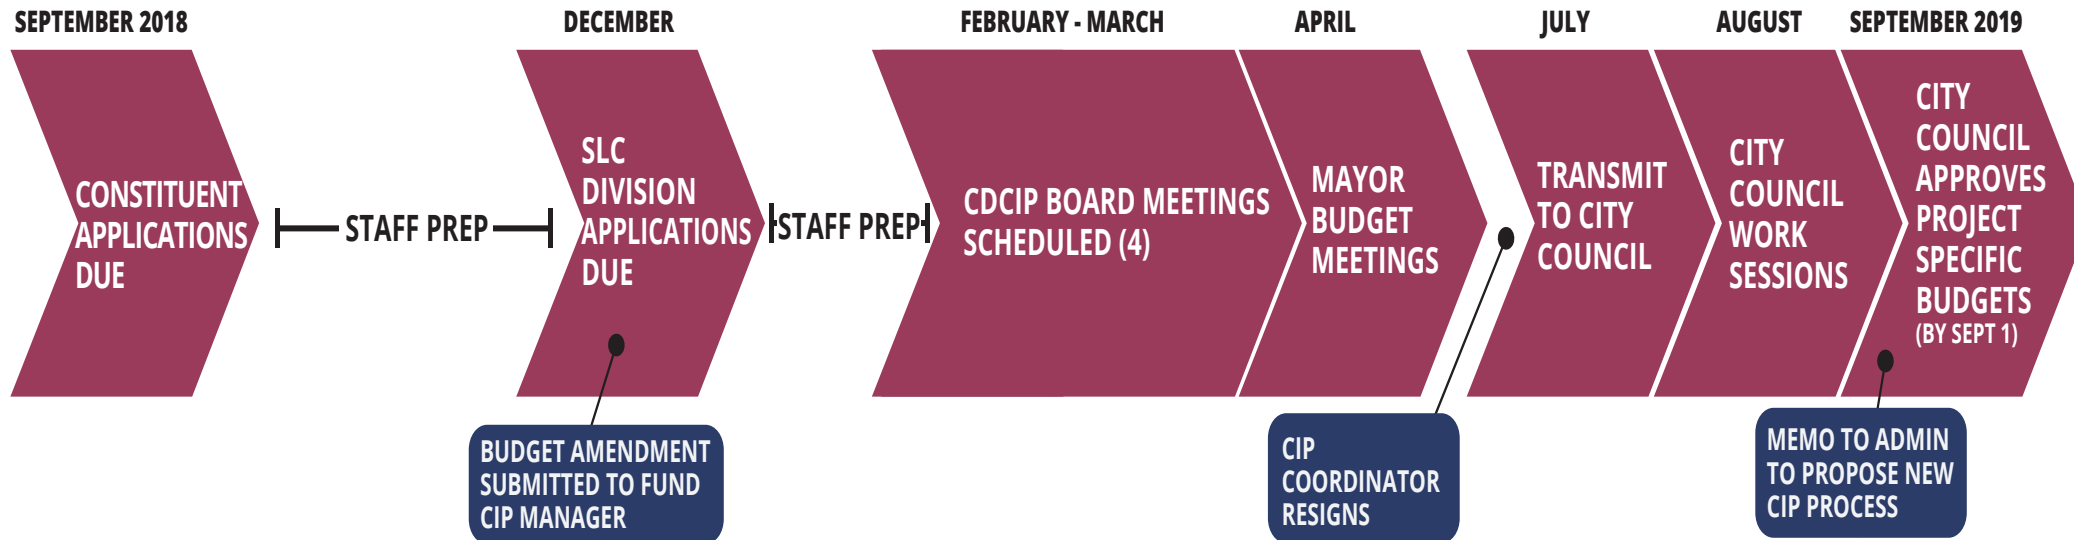 SEPTEMBER 2018
DECEMBER
FEBRUARY - MARCH
APRIL
JULY
AUGUST
SEPTEMBER 2019
CONSTITUENT
APPLICATIONS
DUE
STAFF PREP
SLC
DIVISION
APPLICATIONS
DUE
STAFF PREP
CDCIP BOARD MEETINGS
SCHEDULED (4)
MAYOR
BUDGET
MEETINGS
TRANSMIT
TO CITY
COUNCIL
CITY
COUNCIL
WORK
SESSIONS
CITY
COUNCIL
APPROVES
PROJECT
SPECIFIC
BUDGETS
(BY SEPT 1)
BUDGET AMENDMENT
SUBMITTED TO FUND
CIP MANAGER
CIP
COORDINATOR
RESIGNS
MEMO TO ADMIN
TO PROPOSE NEW
CIP PROCESS